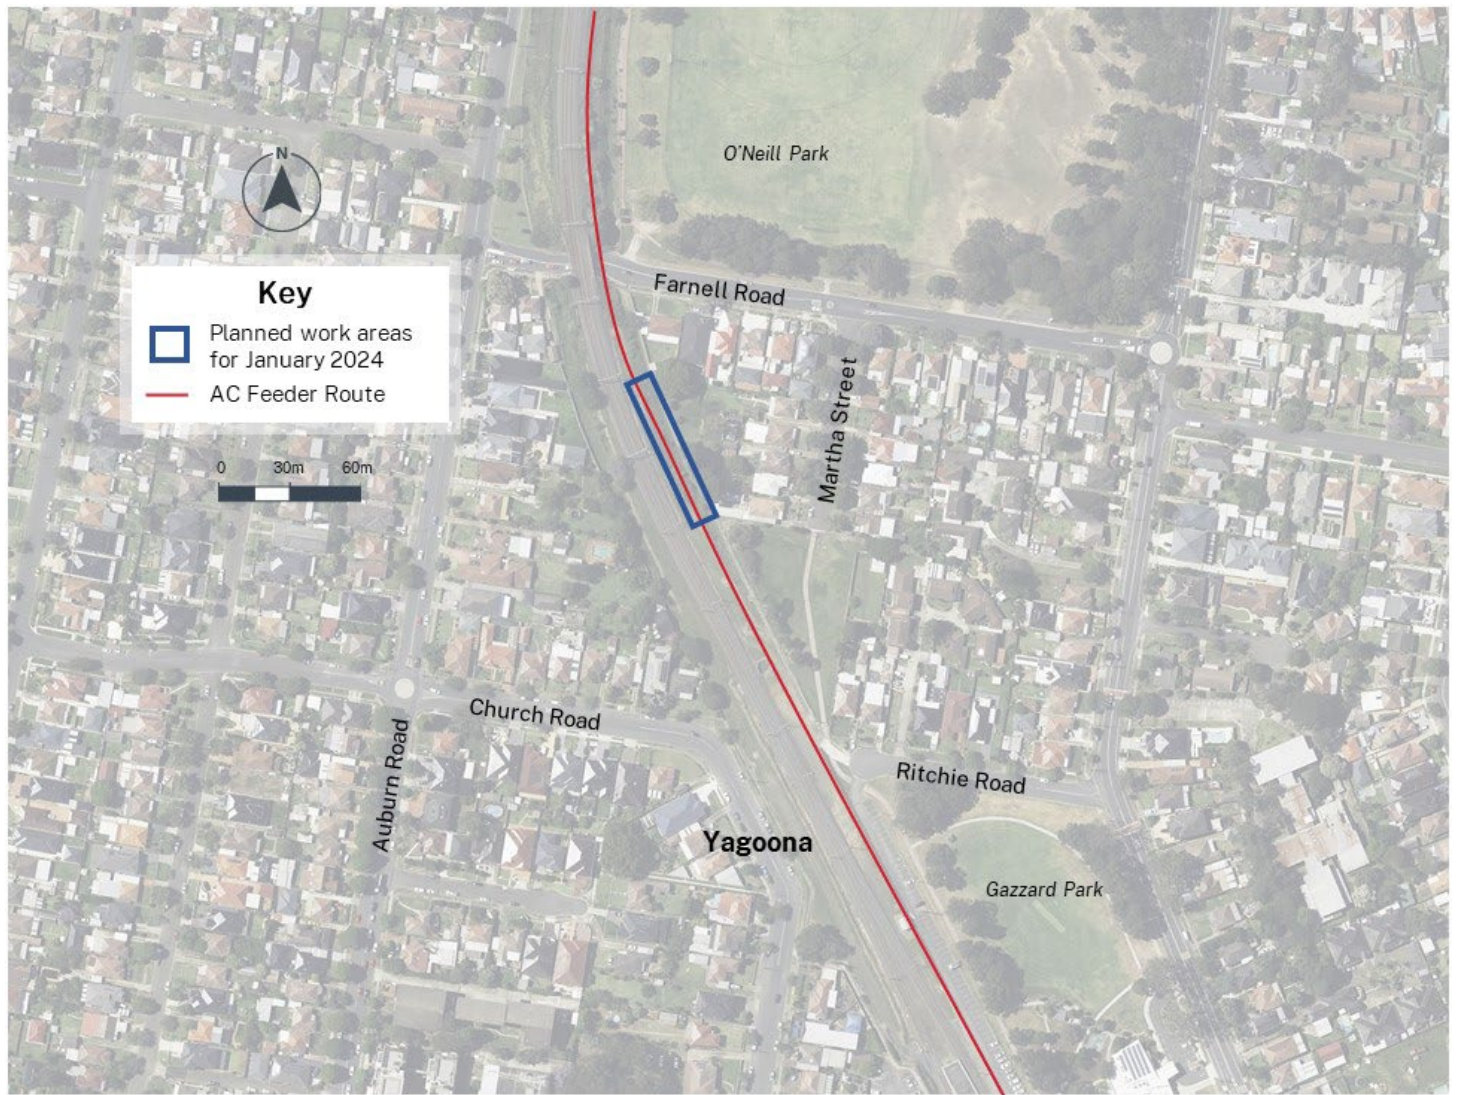 O'Neill Park
N
Farnell Road
Key
Planned work areas
for January 2024
AC Feeder Route
Martha Street
0 30m 60m
Church Road
Auburn Road
Ritchie Road
Yagoona
Gazzard Park